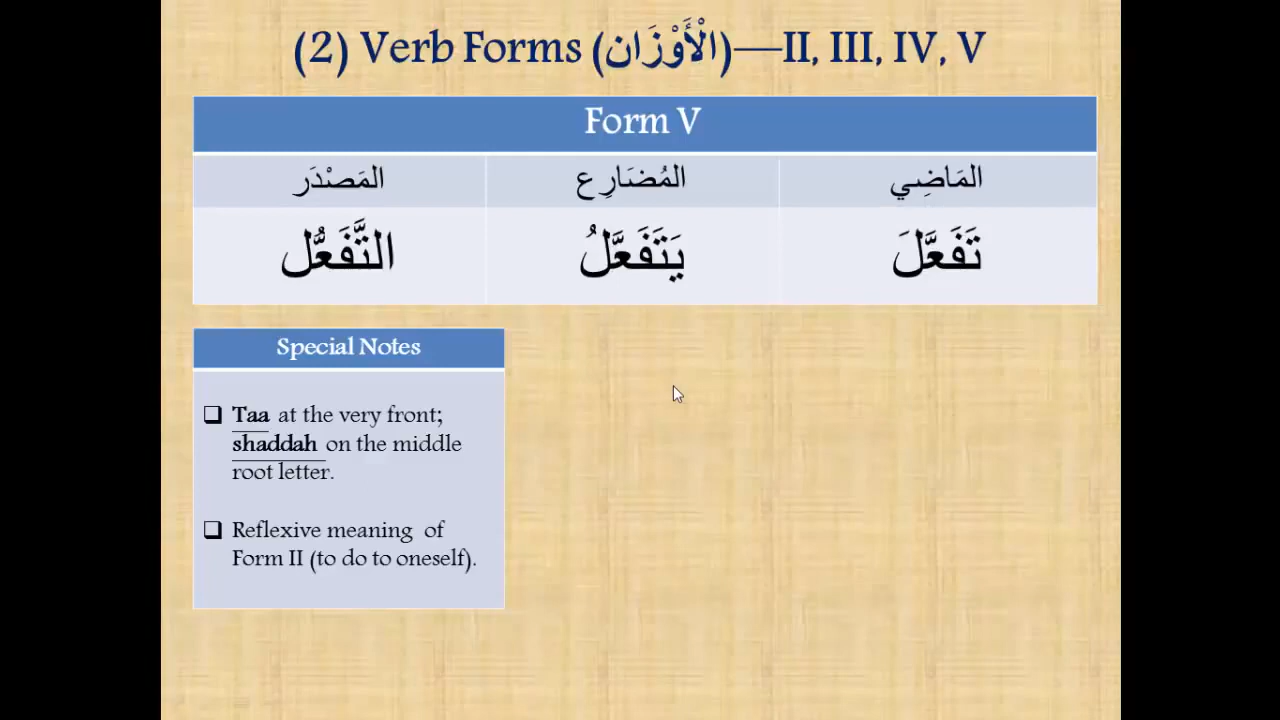 (2) Verb Forms (الْأَوْزَان)—II, III, IV, V
Form V
المَاضِي
المُضَارِع
المَصْدَر
تَفَعَّلَ
يَتَفَعَّلُ
التَّفَعُّل
Special Notes
❑ Taa at the very front;
shaddah on the middle
root letter.
❑ Reflexive meaning of
Form II (to do to oneself).